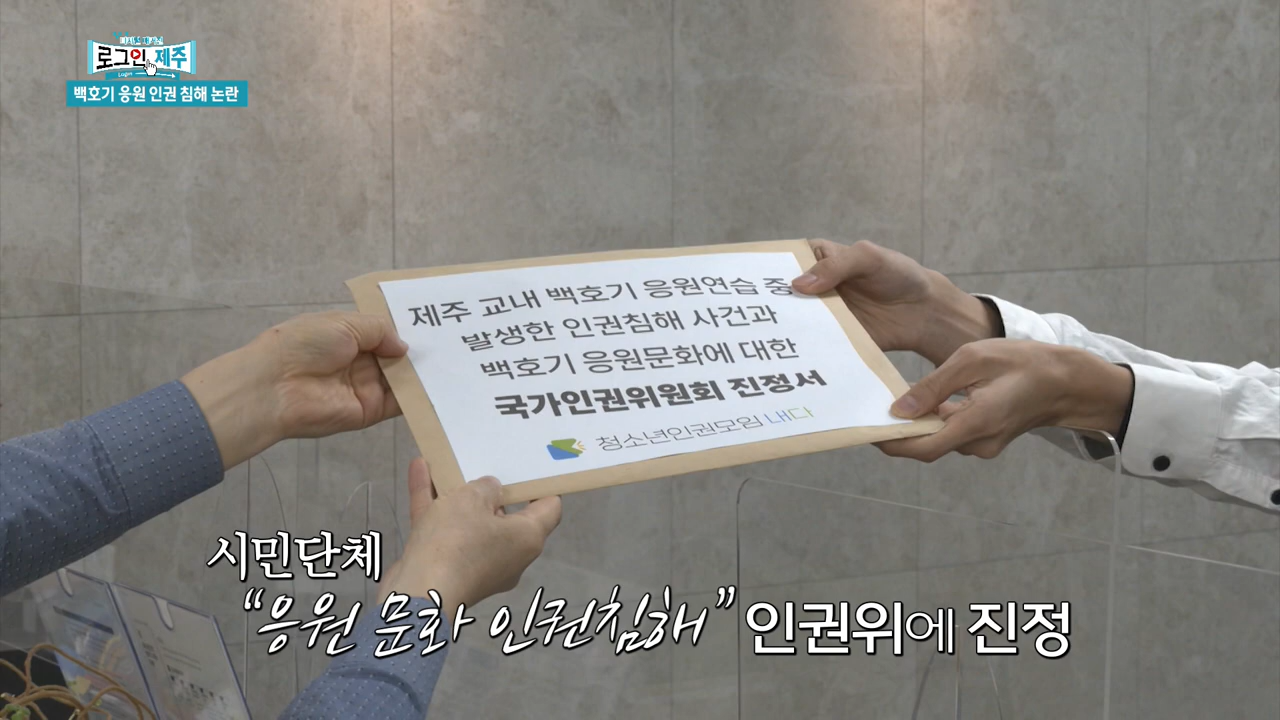 로그인 제주
Login
백호기 응원 인권 침해 논란
제주 교내 백호기 응원연습 중
발생한 인권침해 사건과
백호기 응원문화에 대한
국가인권위원회 진정서
청소년인권모임 내다
시민단체
“응원 문화 인권침해” 인권위에 진정